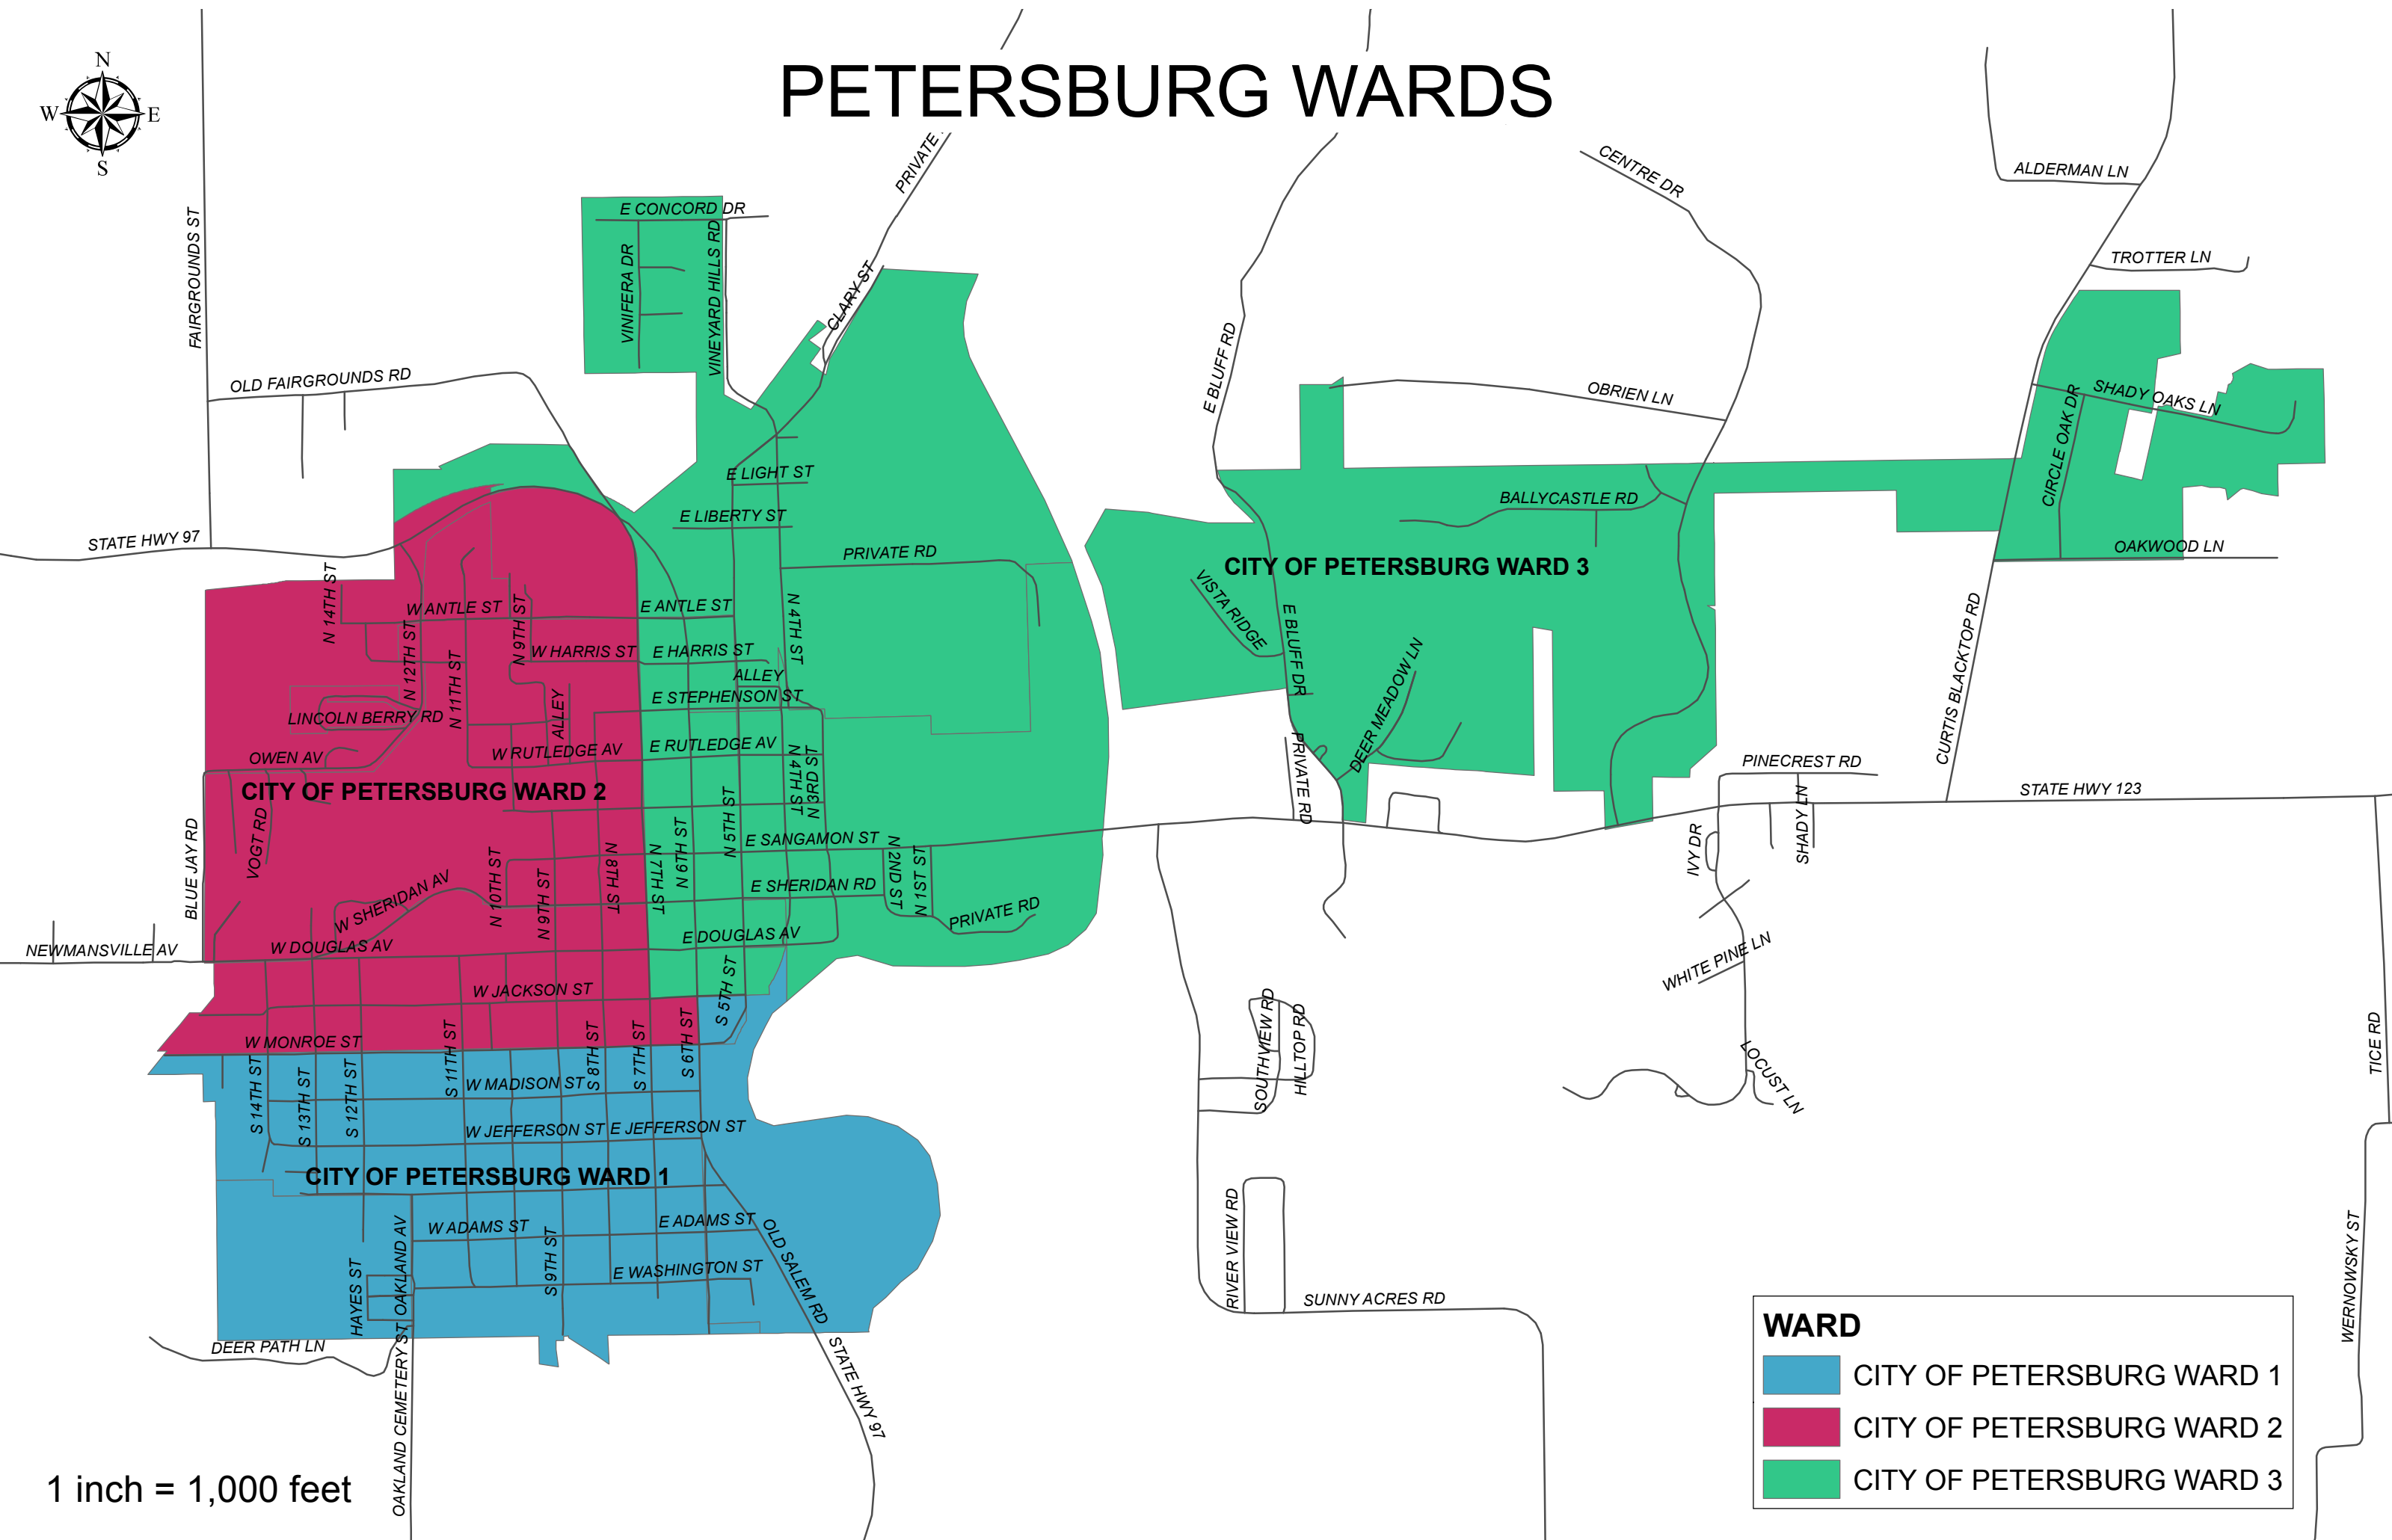 PETERSBURG WARDS
N
W
E
S
PRIVATE
CENTRE DR
ALDERMAN LN
E CONCORD DR
FAIRGROUNDS ST
VINIFERA DR
VINEYARD HILLS RD
CLARY ST
TROTTER LN
E BLUFF RD
OLD FAIRGROUNDS RD
OBRIEN LN
SHADY OAKS LN
CIRCLE OAK DR
E LIGHT ST
BALLYCASTLE RD
E LIBERTY ST
STATE HWY 97
PRIVATE RD
OAKWOOD LN
CITY OF PETERSBURG WARD 3
N 14TH ST
W ANTLE ST
N 9TH ST
E ANTLE ST
N 4TH ST
VISTA RIDGE
E BLUFF DR
N 12TH ST
W HARRIS ST
E HARRIS ST
ALLEY
CURTIS BLACKTOP RD
N 11TH ST
E STEPHENSON ST
DEER MEADOW LN
LINCOLN BERRY RD
ALLEY
OWEN AV
W RUTLEDGE AV
E RUTLEDGE AV
N 4TH ST
N 3RD ST
PRIVATE RD
PINECREST RD
CITY OF PETERSBURG WARD 2
STATE HWY 123
VOGT RD
N 5TH ST
SHADY LN
BLUE JAY RD
E SANGAMON ST
IVY DR
N 10TH ST
N 9TH ST
N 8TH ST
N 7TH ST
N 6TH ST
N 2ND ST
N 1ST ST
W SHERIDAN AV
E SHERIDAN RD
PRIVATE RD
NEWMANSVILLE AV
W DOUGLAS AV
E DOUGLAS AV
WHITE PINE LN
W JACKSON ST
S 5TH ST
SOUTHVIEW RD
HILLTOP RD
W MONROE ST
S 14TH ST
S 13TH ST
S 12TH ST
S 11TH ST
S 8TH ST
S 7TH ST
S 6TH ST
TICE RD
W MADISON ST
LOCUST LN
W JEFFERSON ST
E JEFFERSON ST
CITY OF PETERSBURG WARD 1
W ADAMS ST
E ADAMS ST
OLD SALEM RD
RIVER VIEW RD
WERNOWSKY ST
HAYES ST
OAKLAND AV
S 9TH ST
E WASHINGTON ST
SUNNY ACRES RD
DEER PATH LN
OAKLAND CEMETERY ST
STATE HWY 97
WARD
CITY OF PETERSBURG WARD 1
CITY OF PETERSBURG WARD 2
CITY OF PETERSBURG WARD 3
1 inch = 1,000 feet